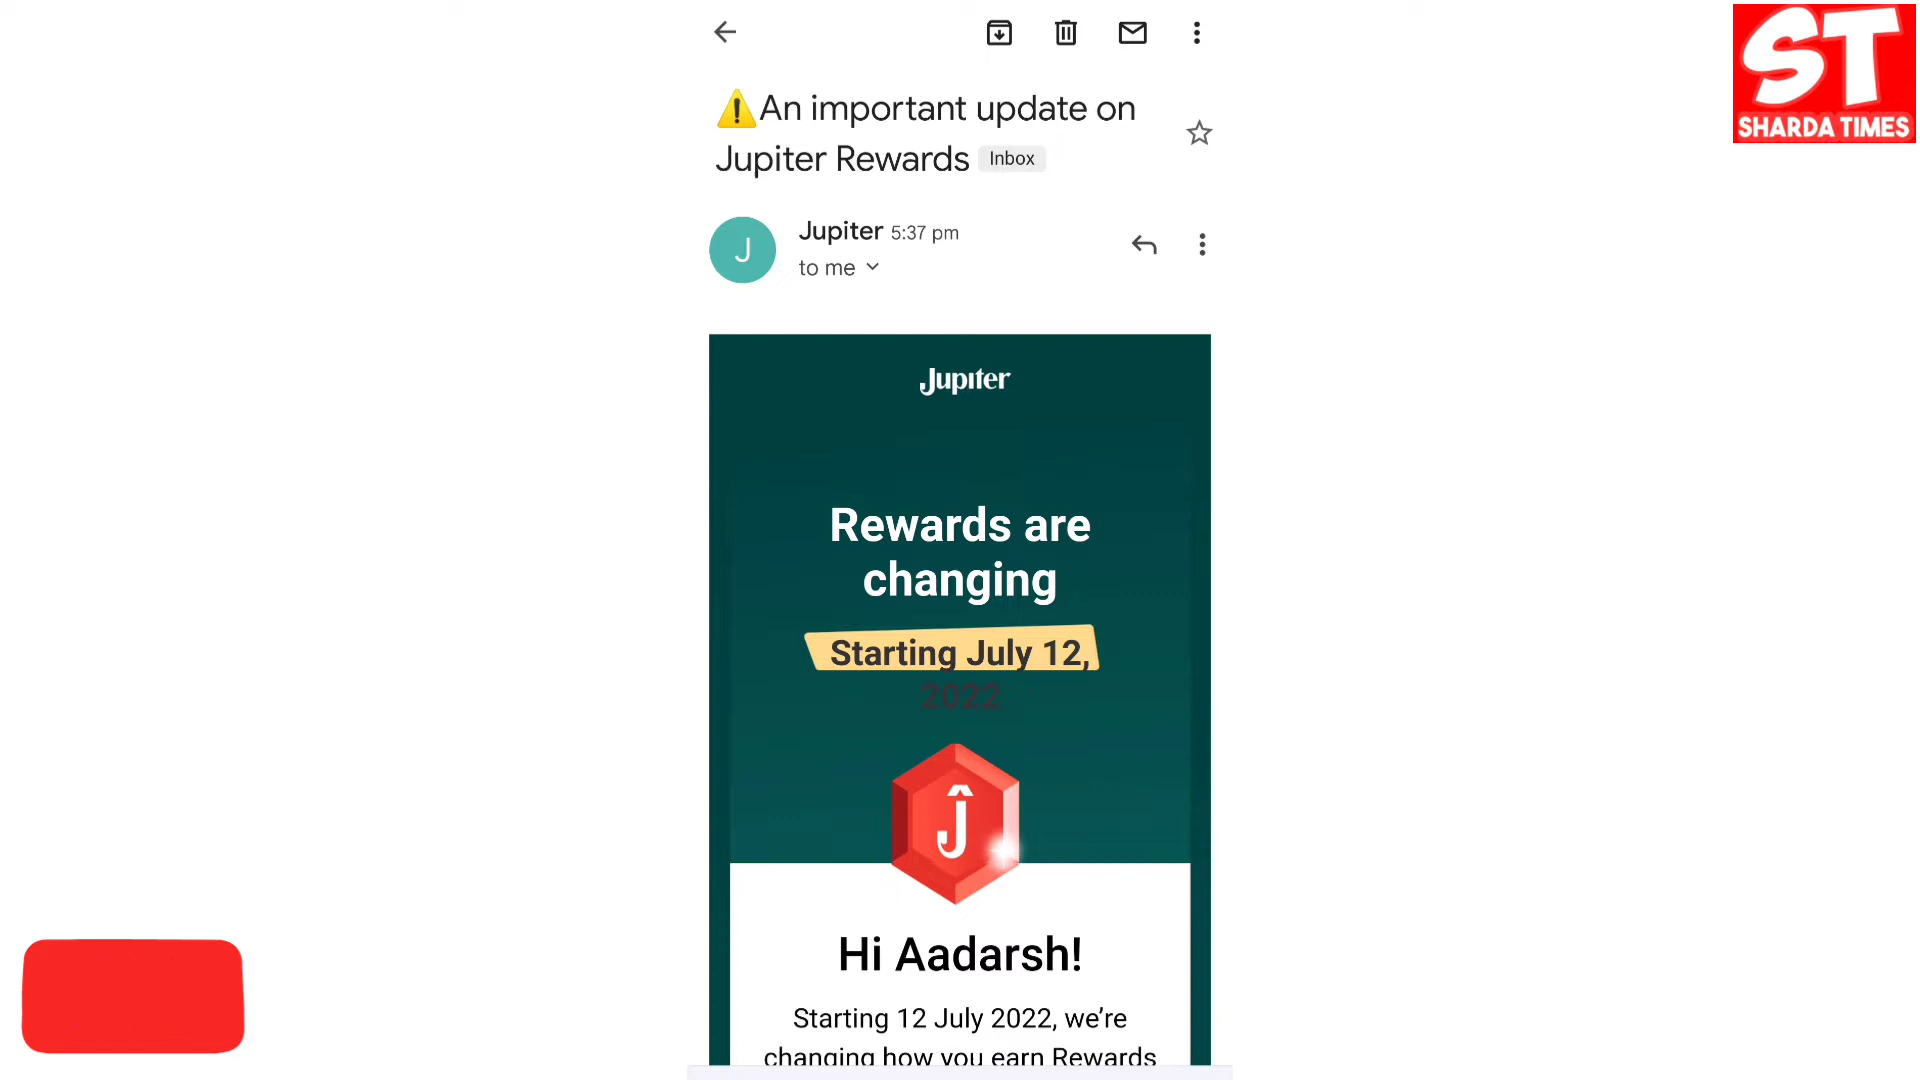 ST
SHARDA TIMES
⚠️An important update on
Jupiter Rewards Inbox
J
Jupiter 5:37 pm
to me
Jupiter
Rewards are
changing
Starting July 12,
2022
J
Hi Aadarsh!
Starting 12 July 2022, we’re
changing how you earn Rewards